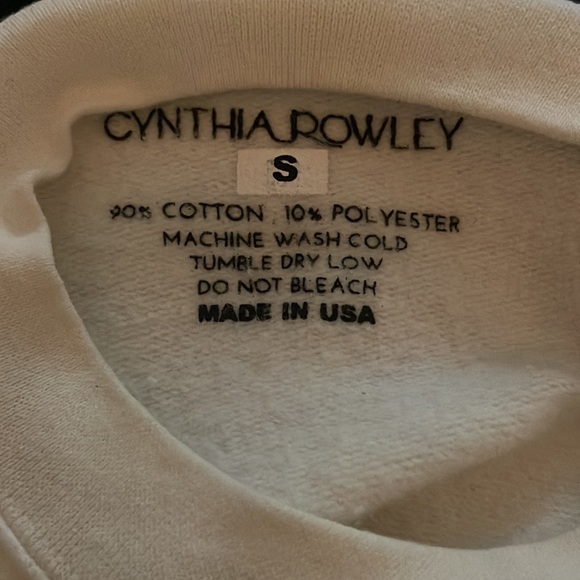 CYNTHIA ROWLEY
S
90% COTTON 10% POLYESTER
MACHINE WASH COLD
TUMBLE DRY LOW
DO NOT BLEACH
MADE IN USA